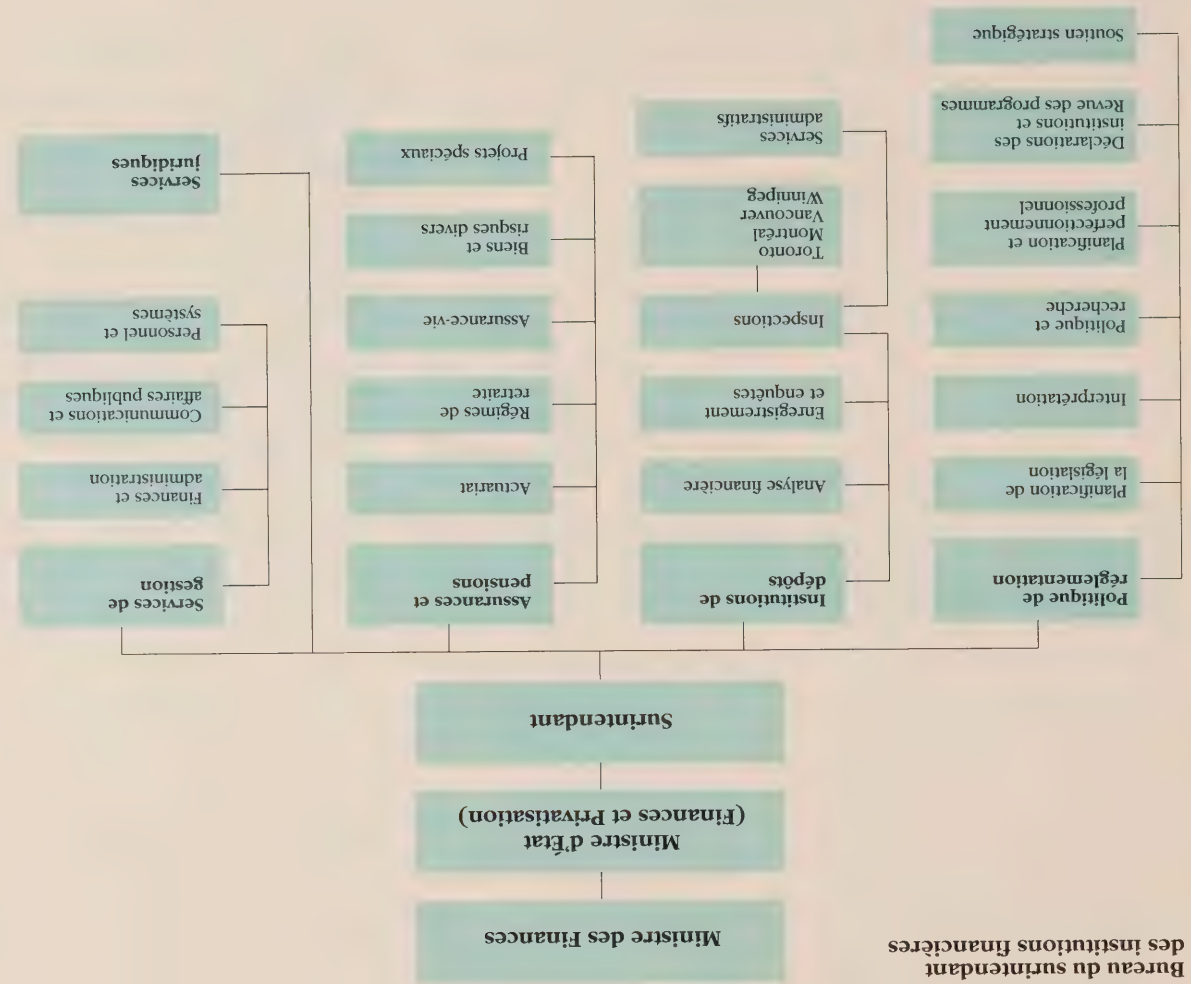 Bureau du surintendant
des institutions financières
Ministre des Finances
Ministre d'État
(Finances et Privatisation)
Surintendant
Politique de
réglementation
Planification de
la législation
Interprétation
Politique et
recherche
Planification et
perfectionnement
professionnel
Déclarations des
institutions et
Revue des programmes
Soutien stratégique
Institutions de
dépôts
Analyse financière
Enregistrement
et enquêtes
Inspections
Toronto
Montréal
Vancouver
Winnipeg
Services
administratifs
Assurances et
pensions
Actuariat
Régimes de
retraite
Assurance-vie
Biens et
risques divers
Projets spéciaux
Services de
gestion
Finances et
administration
Communications et
affaires publiques
Personnel et
systèmes
Services
juridiques